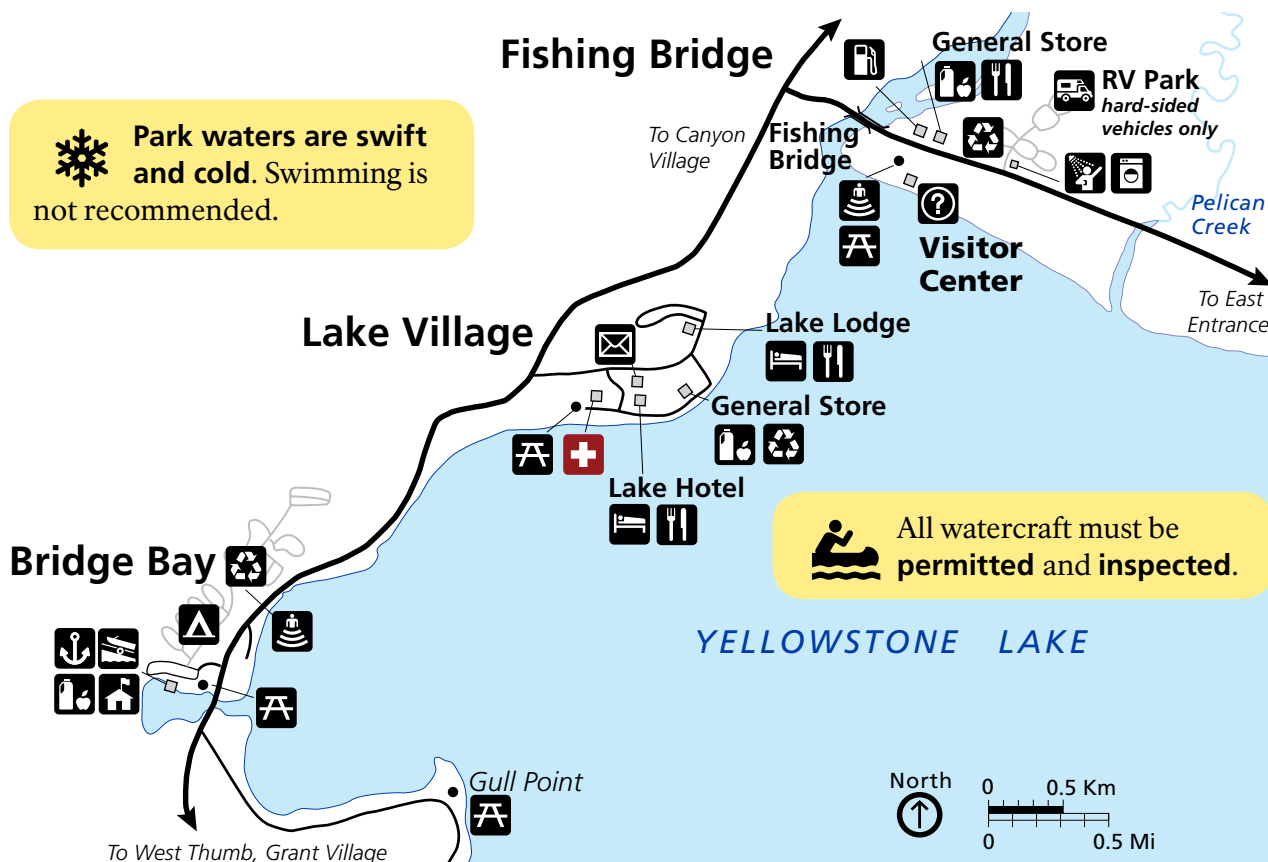 Fishing Bridge
General Store
RV Park
hard-sided
vehicles only
Park waters are swift
and cold. Swimming is
not recommended.
To Canyon
Village
Fishing
Bridge
Pelican
Creek
?
Visitor
Center
To East
Entrance
Lake Village
Lake Lodge
General Store
Lake Hotel
Bridge Bay
All watercraft must be
permitted and inspected.
YELLOWSTONE LAKE
Gull Point
North
0 0.5 Km
0 0.5 Mi
To West Thumb, Grant Village